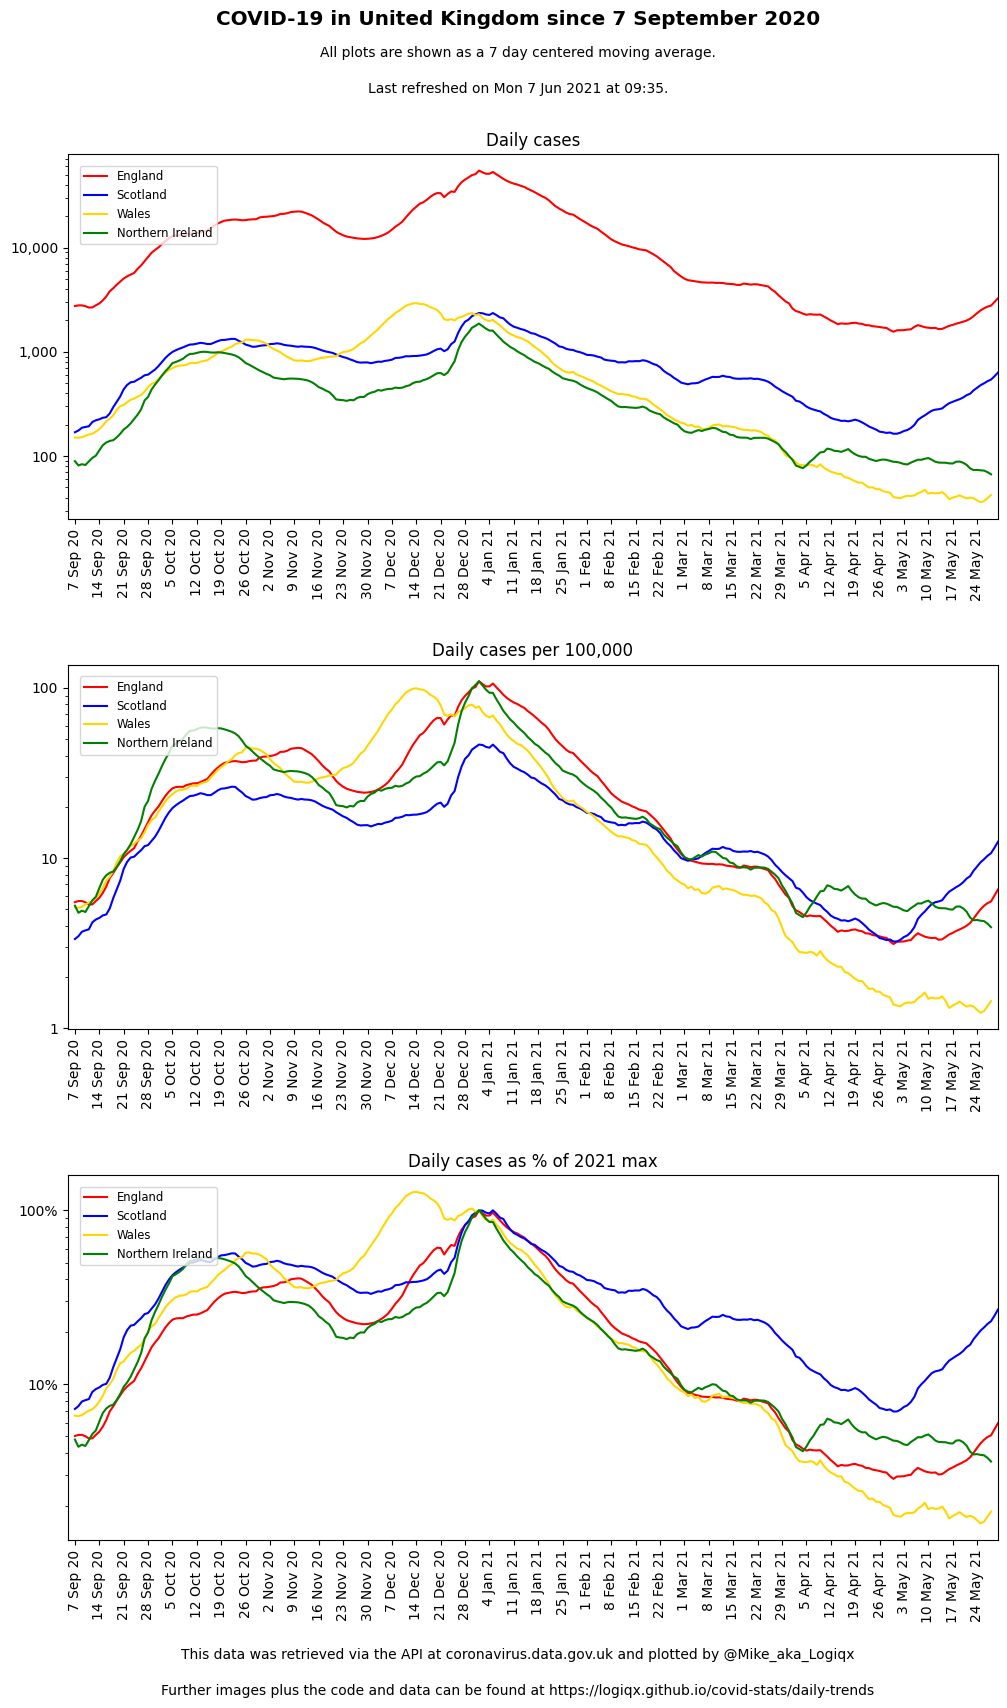 COVID-19 in United Kingdom since 7 September 2020
All plots are shown as a 7 day centered moving average.
Last refreshed on Mon 7 Jun 2021 at 09:35.
Daily cases
England
Scotland
Wales
Northern Ireland
10,000
1,000
100
7 Sep 20
14 Sep 20
21 Sep 20
28 Sep 20
5 Oct 20
12 Oct 20
19 Oct 20
26 Oct 20
2 Nov 20
9 Nov 20
16 Nov 20
23 Nov 20
30 Nov 20
7 Dec 20
14 Dec 20
21 Dec 20
28 Dec 20
4 Jan 21
11 Jan 21
18 Jan 21
25 Jan 21
1 Feb 21
8 Feb 21
15 Feb 21
22 Feb 21
1 Mar 21
8 Mar 21
15 Mar 21
22 Mar 21
29 Mar 21
5 Apr 21
12 Apr 21
19 Apr 21
26 Apr 21
3 May 21
10 May 21
17 May 21
24 May 21
Daily cases per 100,000
England
Scotland
Wales
Northern Ireland
100
10
1
7 Sep 20
14 Sep 20
21 Sep 20
28 Sep 20
5 Oct 20
12 Oct 20
19 Oct 20
26 Oct 20
2 Nov 20
9 Nov 20
16 Nov 20
23 Nov 20
30 Nov 20
7 Dec 20
14 Dec 20
21 Dec 20
28 Dec 20
4 Jan 21
11 Jan 21
18 Jan 21
25 Jan 21
1 Feb 21
8 Feb 21
15 Feb 21
22 Feb 21
1 Mar 21
8 Mar 21
15 Mar 21
22 Mar 21
29 Mar 21
5 Apr 21
12 Apr 21
19 Apr 21
26 Apr 21
3 May 21
10 May 21
17 May 21
24 May 21
Daily cases as % of 2021 max
England
Scotland
Wales
Northern Ireland
100%
10%
7 Sep 20
14 Sep 20
21 Sep 20
28 Sep 20
5 Oct 20
12 Oct 20
19 Oct 20
26 Oct 20
2 Nov 20
9 Nov 20
16 Nov 20
23 Nov 20
30 Nov 20
7 Dec 20
14 Dec 20
21 Dec 20
28 Dec 20
4 Jan 21
11 Jan 21
18 Jan 21
25 Jan 21
1 Feb 21
8 Feb 21
15 Feb 21
22 Feb 21
1 Mar 21
8 Mar 21
15 Mar 21
22 Mar 21
29 Mar 21
5 Apr 21
12 Apr 21
19 Apr 21
26 Apr 21
3 May 21
10 May 21
17 May 21
24 May 21
This data was retrieved via the API at coronavirus.data.gov.uk and plotted by @Mike_aka_Logiqx
Further images plus the code and data can be found at https://logiqx.github.io/covid-stats/daily-trends